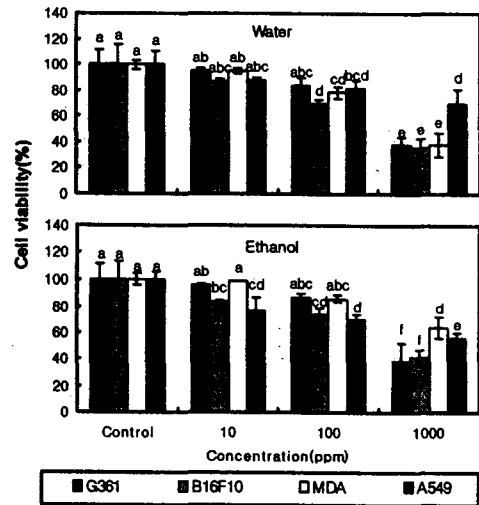 Cell viability(%)
140
120
100
80
60
40
20
0
Water
a a a a
ab abc ab abc
abc d cd bcd
e e e d
140
120
100
80
60
40
20
0
Ethanol
a a a a
ab bc a cd
abc cd abc d
f f d e
Control 10 100 1000
Concentration(ppm)
G361 B16F10 MDA A549